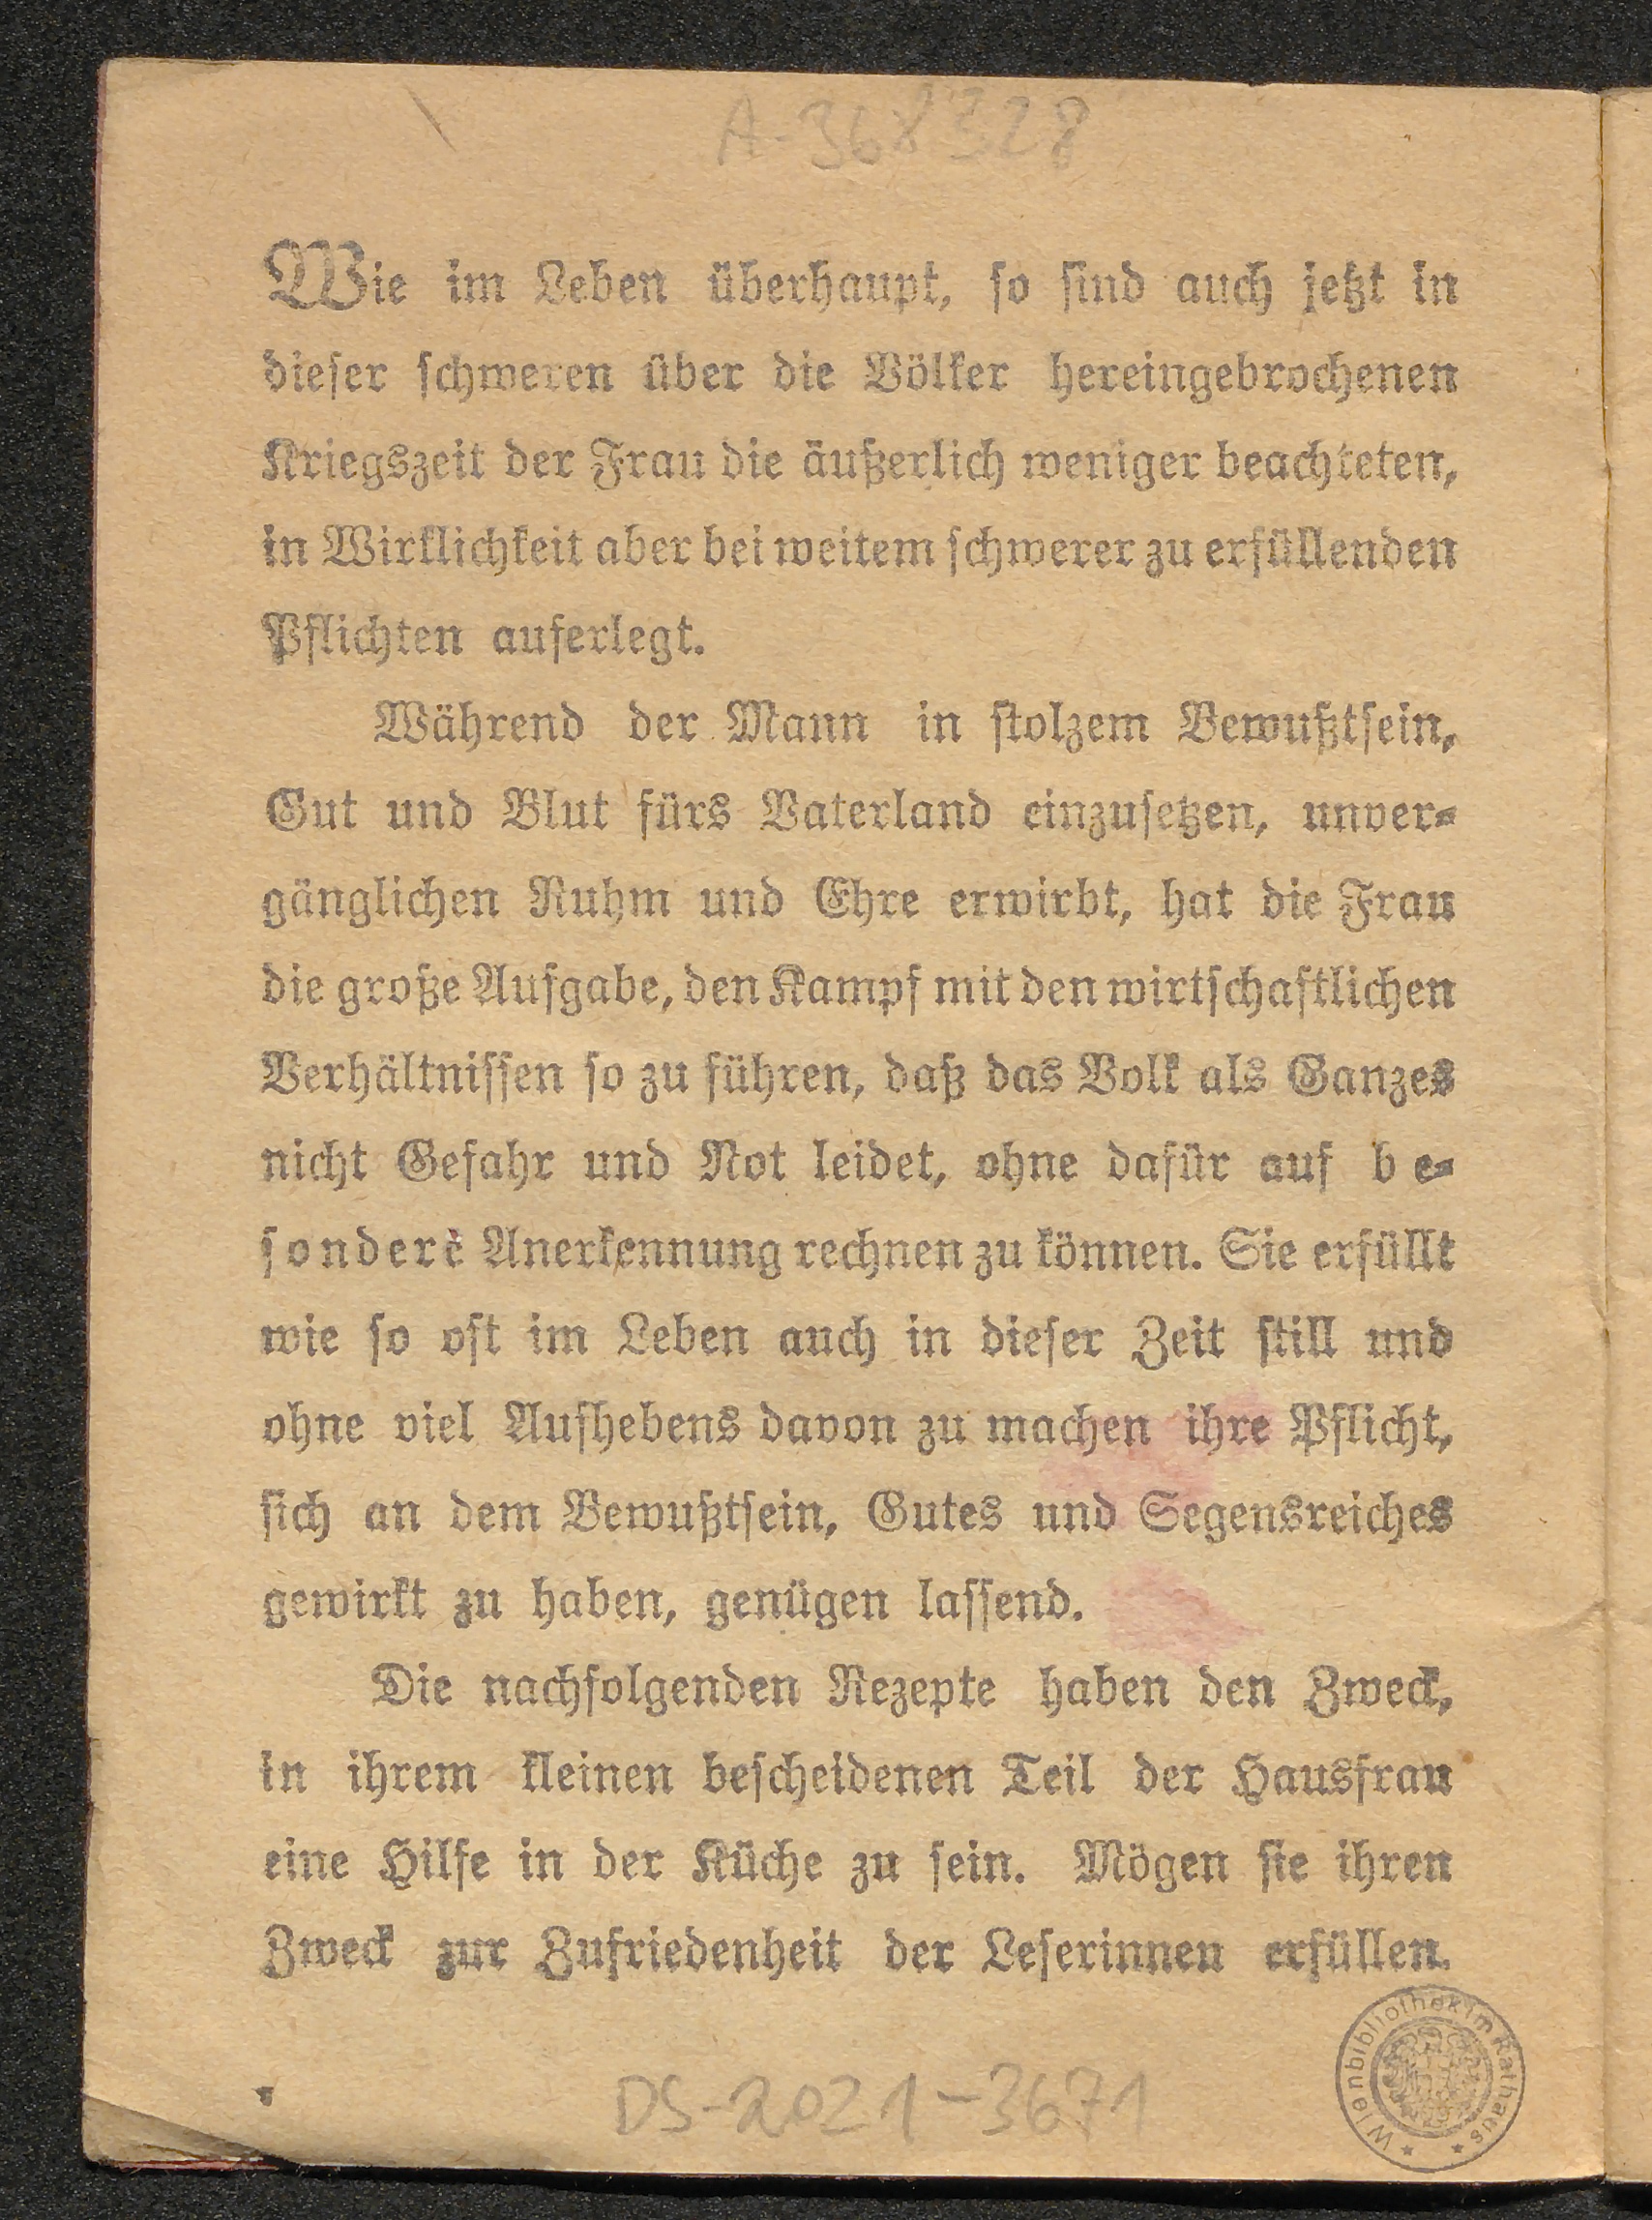 A-368328
Wie im Leben überhaupt, so sind auch jetzt in
dieser schweren über die Völker hereingebrochenen
Kriegszeit der Frau die äußerlich weniger beachteten,
in Wirklichkeit aber bei weitem schwerer zu erfüllenden
Pflichten auferlegt.
Während der Mann in stolzem Bewußtsein,
Gut und Blut fürs Vaterland einzusetzen, unver-
gänglichen Ruhm und Ehre erwirbt, hat die Frau
die große Aufgabe, den Kampf mit den wirtschaftlichen
Verhältnissen so zu führen, daß das Volk als Ganzes
nicht Gefahr und Not leidet, ohne dafür auf be-
sondere Anerkennung rechnen zu können. Sie erfüllt
wie so oft im Leben auch in dieser Zeit still und
ohne viel Aufhebens davon zu machen ihre Pflicht,
sich an dem Bewußtsein, Gutes und Segensreiches
gewirkt zu haben, genügen lassend.
Die nachfolgenden Rezepte haben den Zweck,
in ihrem kleinen bescheidenen Teil der Hausfrau
eine Hilfe in der Küche zu sein. Mögen sie ihren
Zweck zur Zufriedenheit der Leserinnen erfüllen.
DS-2021-3671
Wienbibliothek im Rathaus